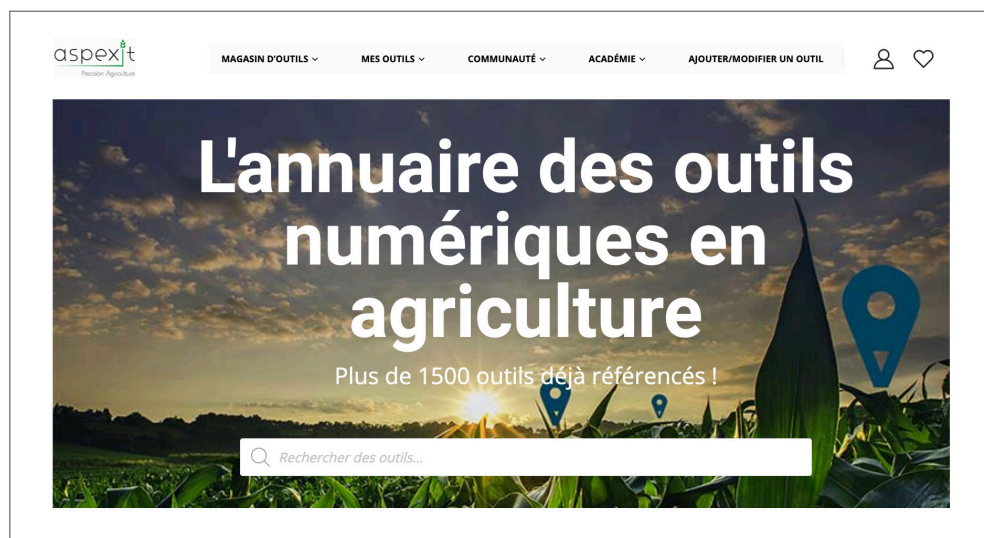 aspexit
Precision Agriculture
MAGASIN D'OUTILS
MES OUTILS
COMMUNAUTÉ
ACADÉMIE
AJOUTER/MODIFIER UN OUTIL
L'annuaire des outils
numériques en
agriculture
Plus de 1500 outils déjà référencés !
Rechercher des outils...